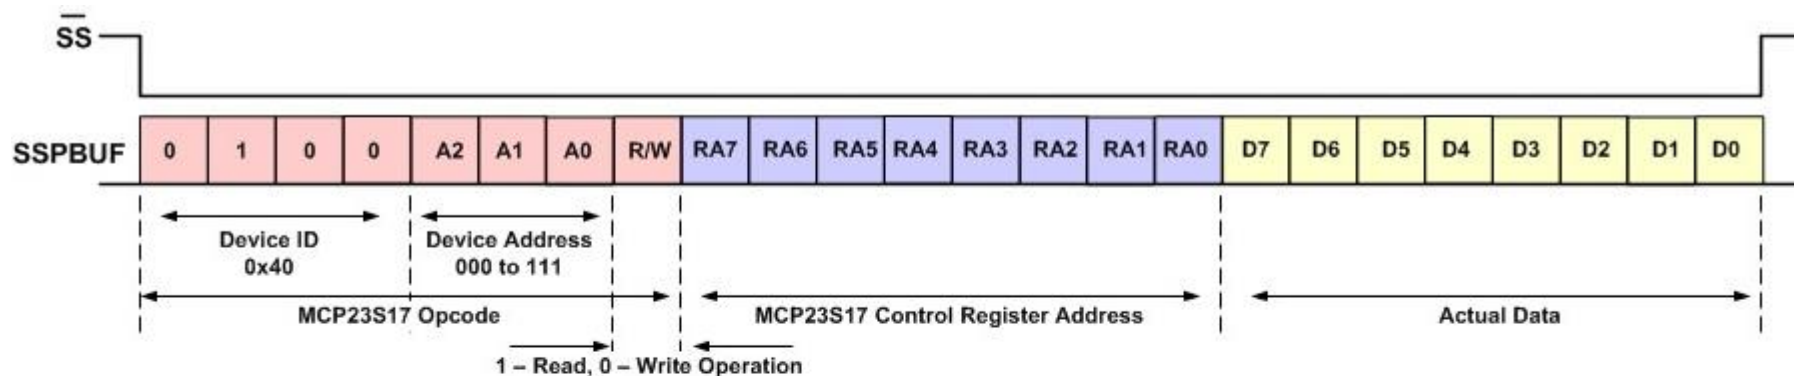 SS
SSPBUF 0 1 0 0 A2 A1 A0 R/W RA7 RA6 RA5 RA4 RA3 RA2 RA1 RA0 D7 D6 D5 D4 D3 D2 D1 D0
Device ID
0x40
Device Address
000 to 111
MCP23S17 Opcode
MCP23S17 Control Register Address
Actual Data
1 – Read, 0 – Write Operation